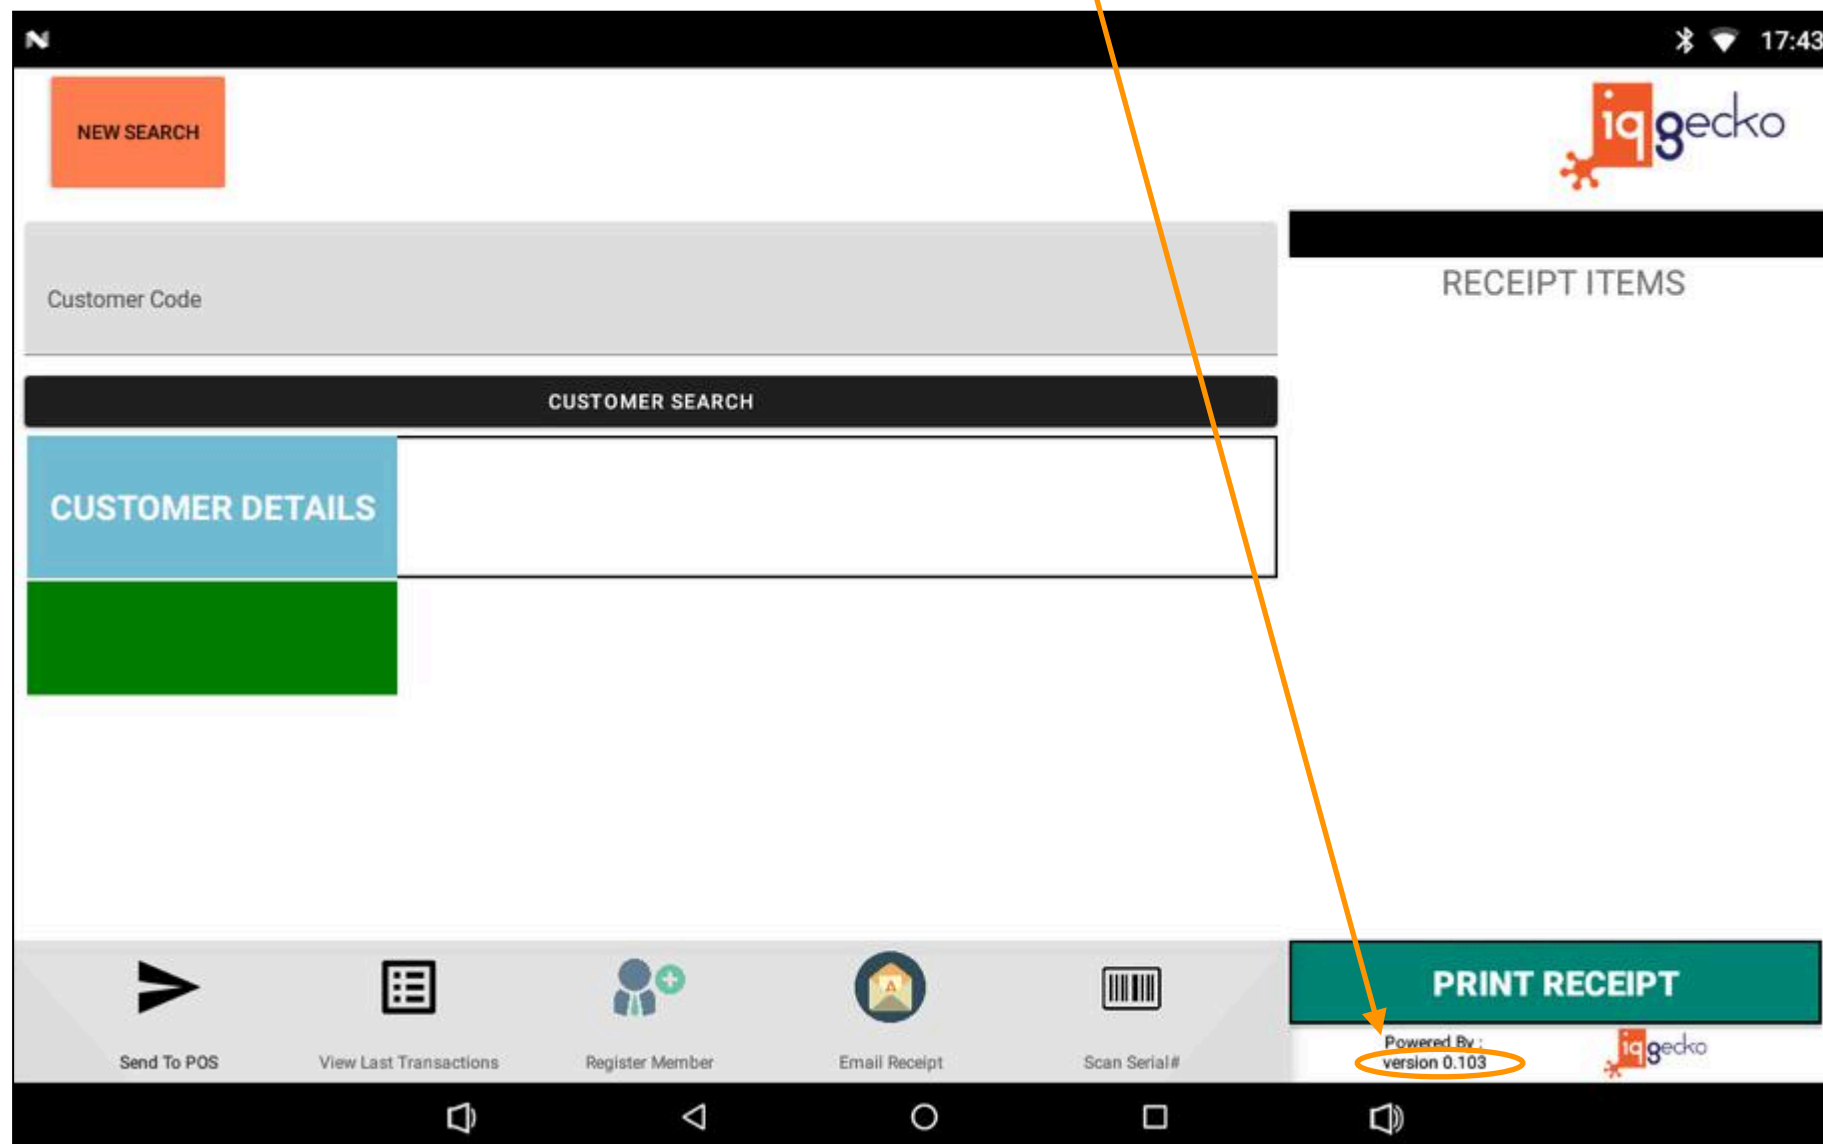 17:43
NEW SEARCH
iqgecko
Customer Code
RECEIPT ITEMS
CUSTOMER SEARCH
CUSTOMER DETAILS
PRINT RECEIPT
Send To POS
View Last Transactions
Register Member
A
Email Receipt
Scan Serial#
Powered By :
version 0.103
iqgecko